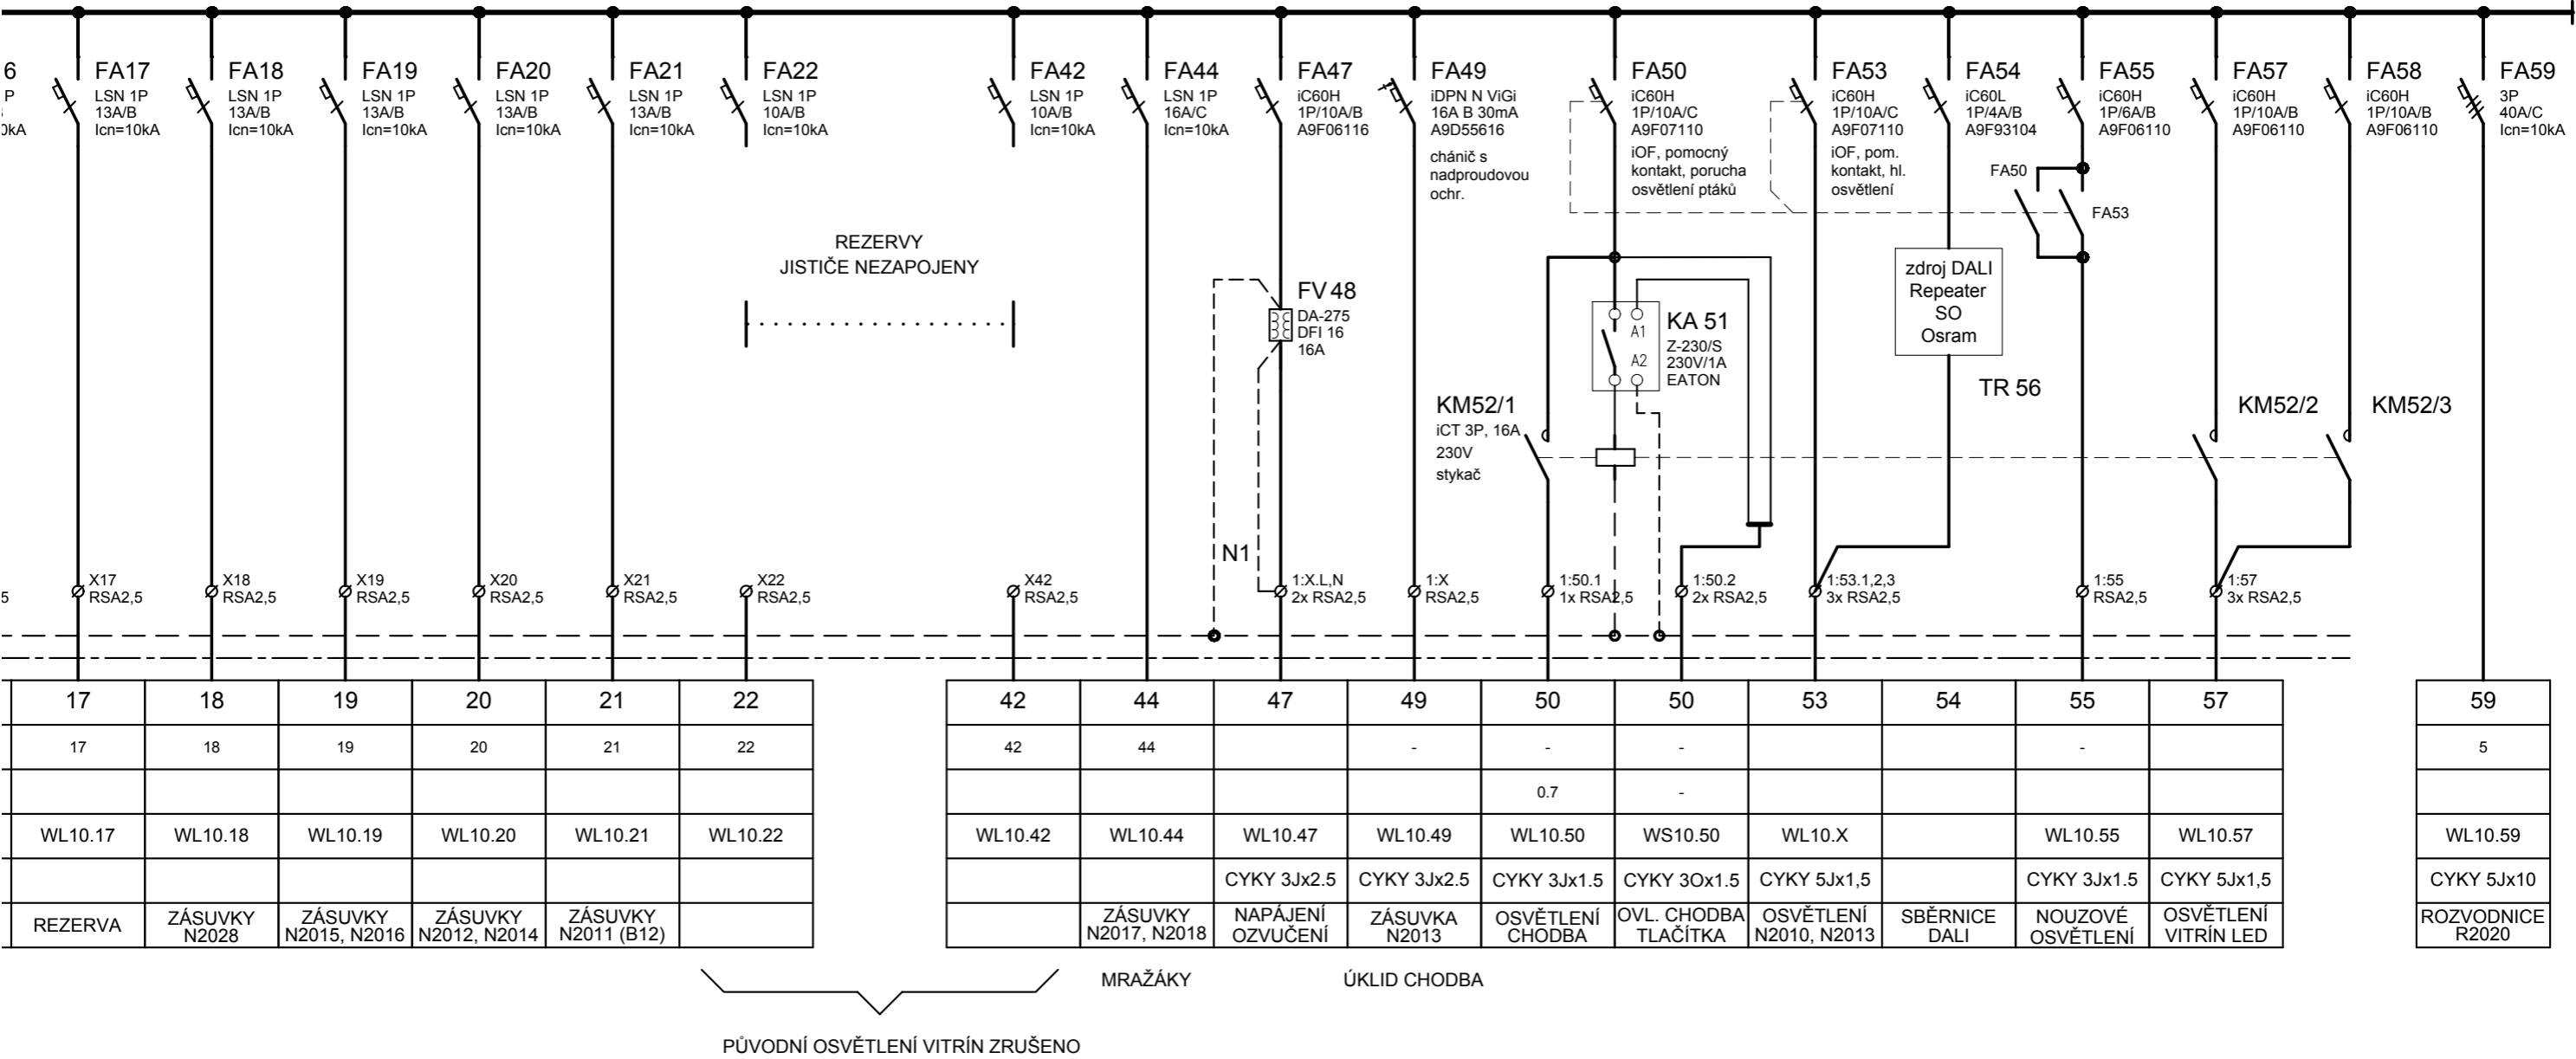 6
P
0kA
FA17
LSN 1P
13A/B
Icn=10kA
FA18
LSN 1P
13A/B
Icn=10kA
FA19
LSN 1P
13A/B
Icn=10kA
FA20
LSN 1P
13A/B
Icn=10kA
FA21
LSN 1P
13A/B
Icn=10kA
FA22
LSN 1P
10A/B
Icn=10kA
FA42
LSN 1P
10A/B
Icn=10kA
FA44
LSN 1P
16A/C
Icn=10kA
FA47
iC60H
1P/10A/B
A9F06116
FA49
iDPN N ViGi
16A B 30mA
A9D55616
chánič s
nadproudovou
ochr.
FA50
iC60H
1P/10A/C
A9F07110
iOF, pomocný
kontakt, porucha
osvětlení ptáků
FA53
iC60H
1P/10A/C
A9F07110
iOF, pom.
kontakt, hl.
osvětlení
FA54
iC60L
1P/4A/B
A9F93104
FA55
iC60H
1P/6A/B
A9F06110
FA57
iC60H
1P/10A/B
A9F06110
FA58
iC60H
1P/10A/B
A9F06110
FA59
3P
40A/C
Icn=10kA
FA50
FA53
REZERVY
JISTIČE NEZAPOJENY
FV 48
DA-275
DFI 16
16A
A1
A2
KA 51
Z-230/S
230V/1A
EATON
zdroj DALI
Repeater
SO
Osram
TR 56
KM52/1
iCT 3P, 16A
230V
stykač
KM52/2
KM52/3
N1
5
X17
RSA2,5
X18
RSA2,5
X19
RSA2,5
X20
RSA2,5
X21
RSA2,5
X22
RSA2,5
X42
RSA2,5
1:X.L,N
2x RSA2,5
1:X
RSA2,5
1:50.1
1x RSA2,5
1:50.2
2x RSA2,5
1:53.1,2,3
3x RSA2,5
1:55
RSA2,5
1:57
3x RSA2,5
17 18 19 20 21 22 42 44 47 49 50 50 53 54 55 57 59
17 18 19 20 21 22 42 44 - - - - 5
0.7 -
WL10.17 WL10.18 WL10.19 WL10.20 WL10.21 WL10.22 WL10.42 WL10.44 WL10.47 WL10.49 WL10.50 WS10.50 WL10.X WL10.55 WL10.57 WL10.59
CYKY 3Jx2.5 CYKY 3Jx2.5 CYKY 3Jx1.5 CYKY 3Ox1.5 CYKY 5Jx1,5 CYKY 3Jx1.5 CYKY 5Jx1,5 CYKY 5Jx10
REZERVA
ZÁSUVKY
N2028
ZÁSUVKY
N2015, N2016
ZÁSUVKY
N2012, N2014
ZÁSUVKY
N2011 (B12)
ZÁSUVKY
N2017, N2018
NAPÁJENÍ
OZVUČENÍ
ZÁSUVKA
N2013
OSVĚTLENÍ
CHODBA
OVL. CHODBA
TLAČÍTKA
OSVĚTLENÍ
N2010, N2013
SBĚRNICE
DALI
NOUZOVÉ
OSVĚTLENÍ
OSVĚTLENÍ
VITRÍN LED
ROZVODNICE
R2020
MRAŽÁKY
ÚKLID CHODBA
PŮVODNÍ OSVĚTLENÍ VITRÍN ZRUŠENO